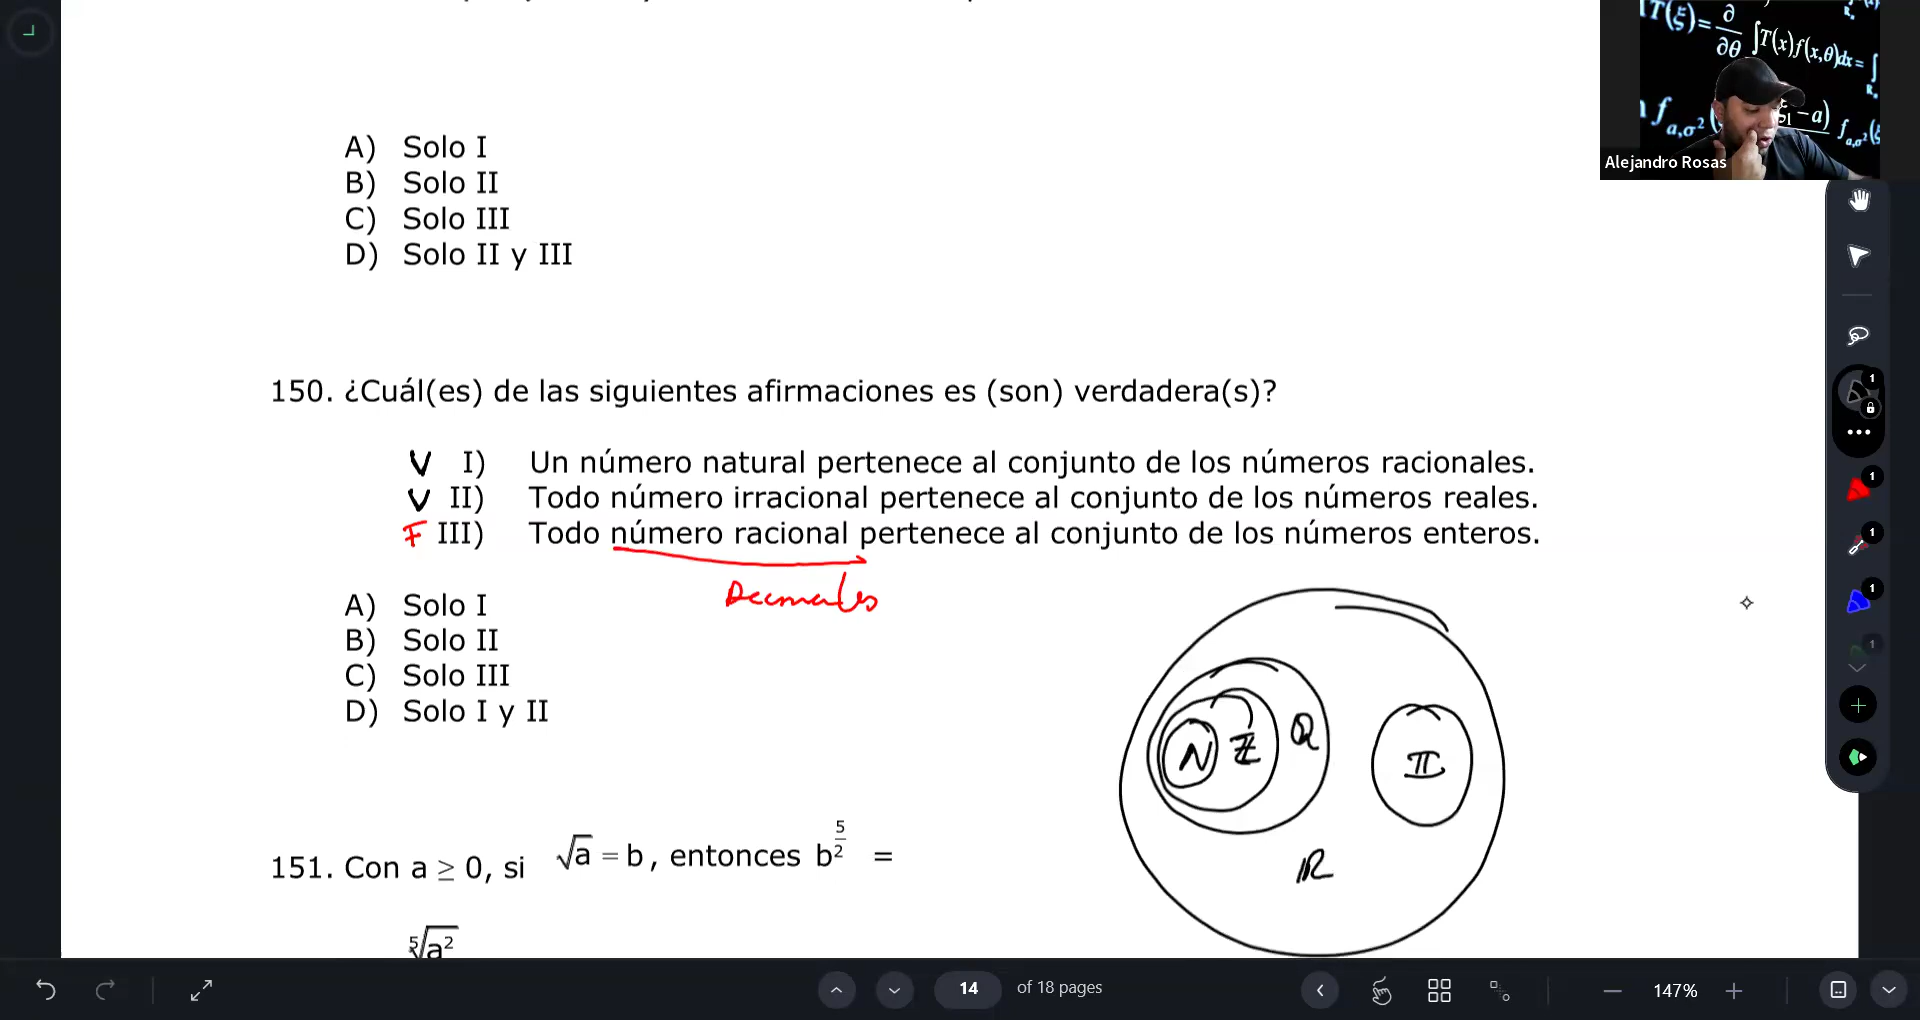 A) Solo I
B) Solo II
C) Solo III
D) Solo II y III
Alejandro Rosas
150. ¿Cuál(es) de las siguientes afirmaciones es (son) verdadera(s)?
V I) Un número natural pertenece al conjunto de los números racionales.
V II) Todo número irracional pertenece al conjunto de los números reales.
F III) Todo número racional pertenece al conjunto de los números enteros.
Decimales
A) Solo I
B) Solo II
C) Solo III
D) Solo I y II
N Z Q II
R
151. Con a ≥ 0, si √a = b, entonces b^(5/2) =
⁵√a²
14 of 18 pages
147%